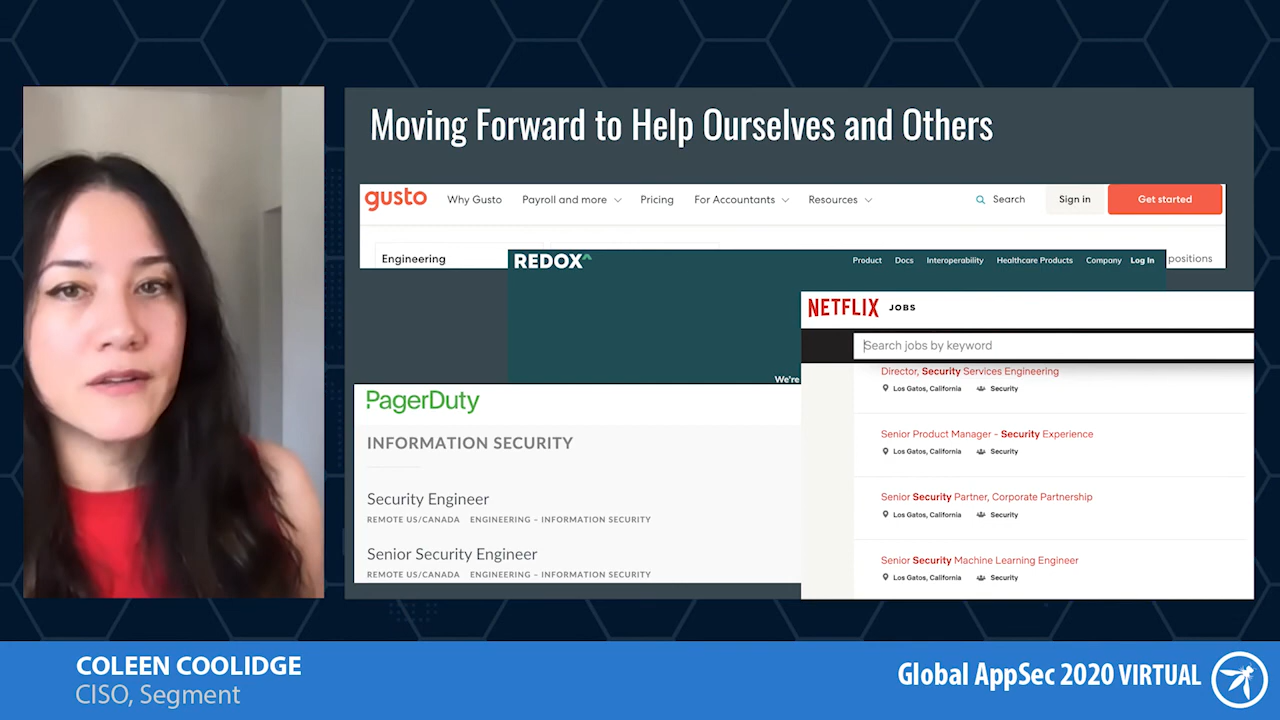 Moving Forward to Help Ourselves and Others
gusto Why Gusto Payroll and more Pricing For Accountants Resources Search Sign in Get started
Engineering positions
REDOX Product Docs Interoperability Healthcare Products Company Log In
We're
NETFLIX JOBS
Search jobs by keyword
Director, Security Services Engineering
Los Gatos, California Security
Senior Product Manager - Security Experience
Los Gatos, California Security
Senior Security Partner, Corporate Partnership
Los Gatos, California Security
Senior Security Machine Learning Engineer
Los Gatos, California Security
PagerDuty
INFORMATION SECURITY
Security Engineer
REMOTE US/CANADA ENGINEERING – INFORMATION SECURITY
Senior Security Engineer
REMOTE US/CANADA ENGINEERING – INFORMATION SECURITY
COLEEN COOLIDGE
CISO, Segment
Global AppSec 2020 VIRTUAL